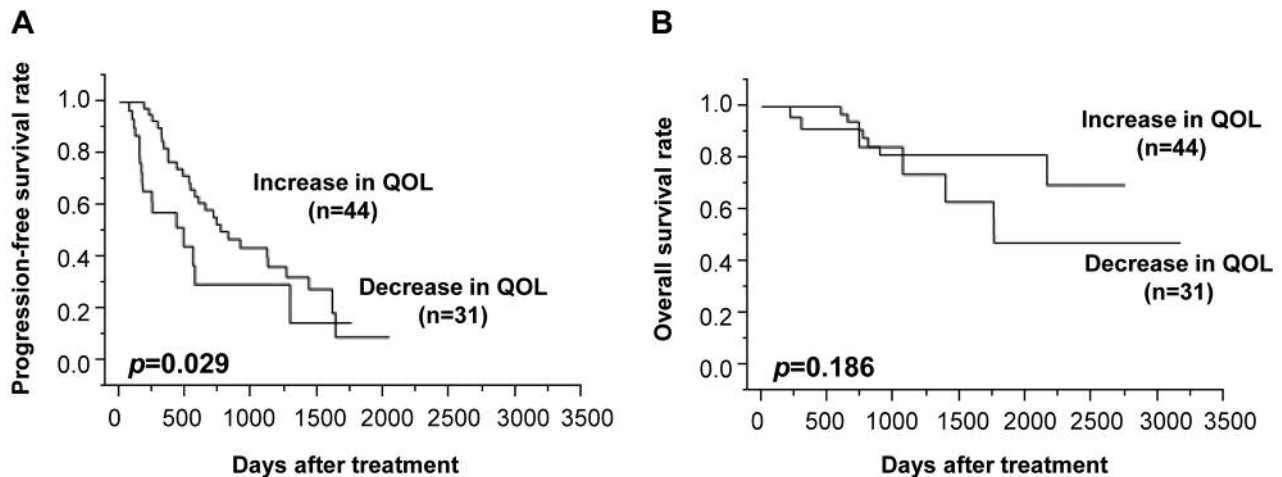 A
Progression-free survival rate
1.0
0.8
0.6
0.4
0.2
0.0
Increase in QOL
(n=44)
Decrease in QOL
(n=31)
p=0.029
0 500 1000 1500 2000 2500 3000 3500
Days after treatment
B
Overall survival rate
1.0
0.8
0.6
0.4
0.2
0.0
Increase in QOL
(n=44)
Decrease in QOL
(n=31)
p=0.186
0 500 1000 1500 2000 2500 3000 3500
Days after treatment